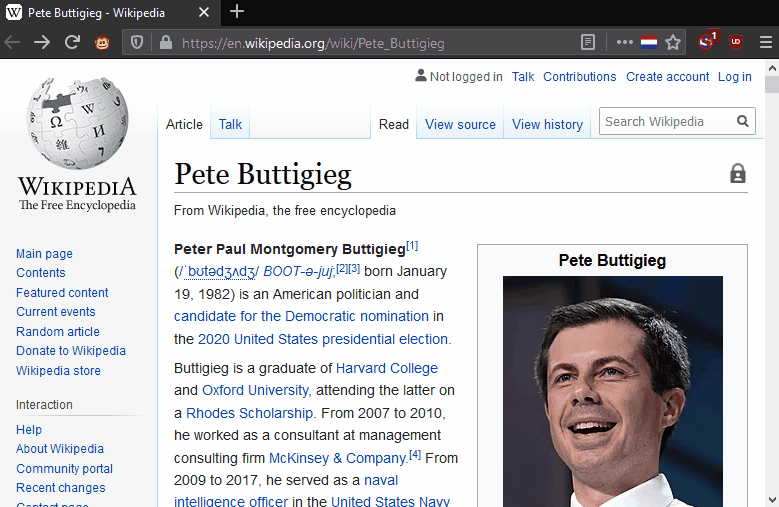 Pete Buttigieg - Wikipedia
https://en.wikipedia.org/wiki/Pete_Buttigieg
1
Not logged in Talk Contributions Create account Log in
Article Talk Read View source View history Search Wikipedia
WIKIPEDIA
The Free Encyclopedia
Pete Buttigieg
From Wikipedia, the free encyclopedia
Main page
Contents
Featured content
Current events
Random article
Donate to Wikipedia
Wikipedia store
Interaction
Help
About Wikipedia
Community portal
Recent changes
Contact page
Peter Paul Montgomery Buttigieg[1]
(/ˈbʊtədʒʌdʒ/ BOOT-ə-juj;[2][3] born January
19, 1982) is an American politician and
candidate for the Democratic nomination in
the 2020 United States presidential election.
Buttigieg is a graduate of Harvard College
and Oxford University, attending the latter on
a Rhodes Scholarship. From 2007 to 2010,
he worked as a consultant at management
consulting firm McKinsey & Company.[4] From
2009 to 2017, he served as a naval
intelligence officer in the United States Navy
Pete Buttigieg